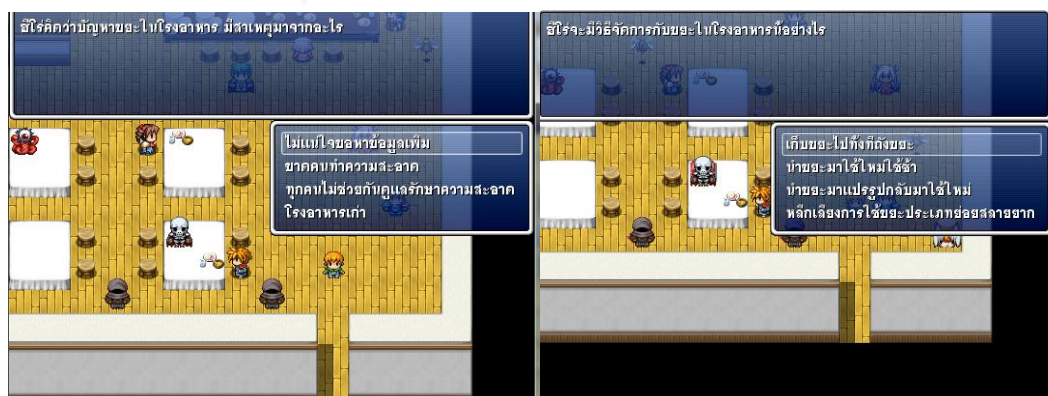 ฮีโร่คิดว่าปัญหาขยะในโรงอาหาร มีสาเหตุมาจากอะไร
ไม่แน่ใจขอหาข้อมูลเพิ่ม
ขาดคนทำความสะอาด
ทุกคนไม่ช่วยกันดูแลรักษาความสะอาด
โรงอาหารเก่า
ฮีโร่จะมีวิธีจัดการกับขยะในโรงอาหารนี้อย่างไร
เก็บขยะไปทิ้งที่ถังขยะ
นำขยะมาใช้ใหม่ใช้ซ้ำ
นำขยะมาแปรรูปกลับมาใช้ใหม่
หลีกเลียงการใช้ขยะประเภทย่อยสลายยาก